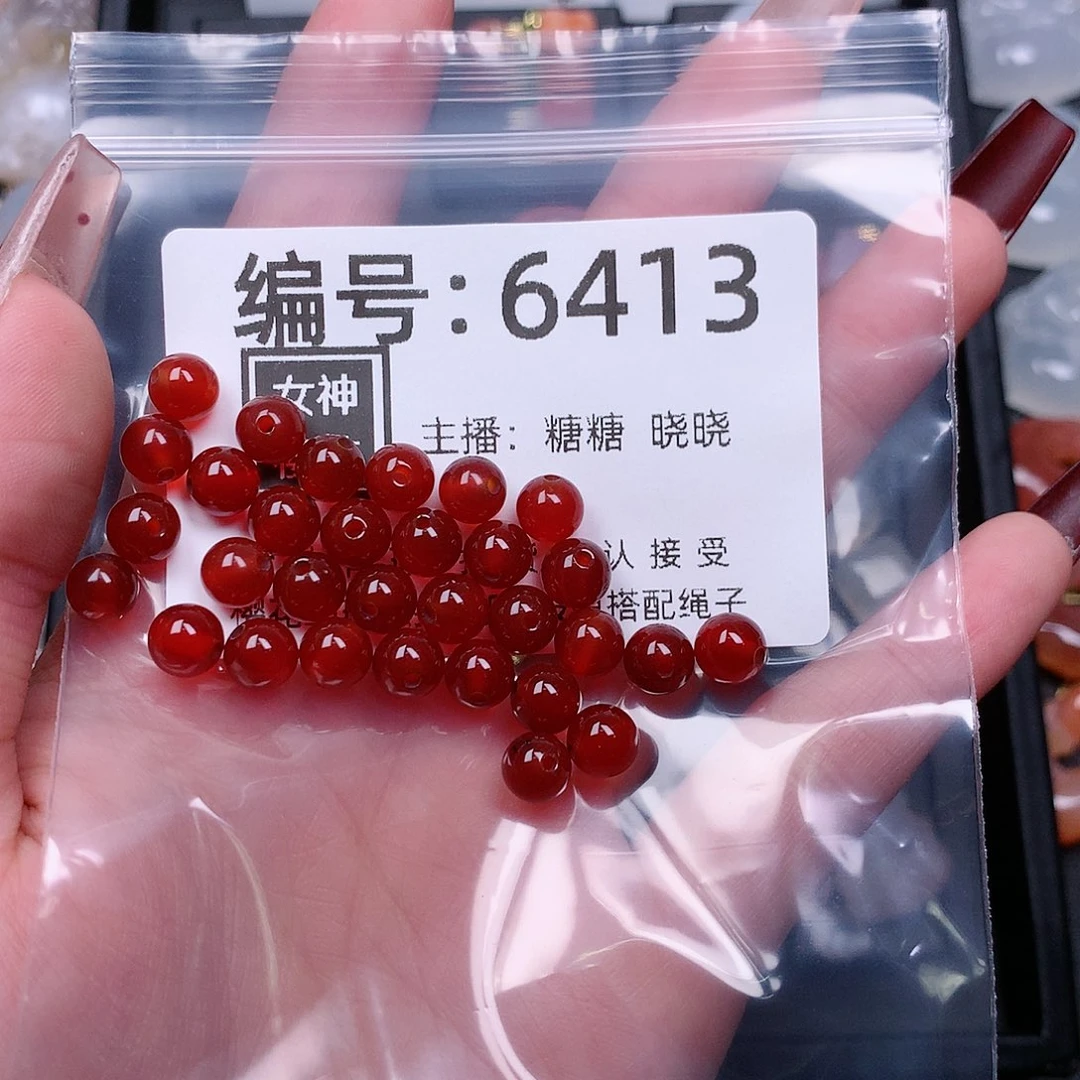 编号：6413
女神
主播：糖糖 晓晓
认接受
搭配绳子